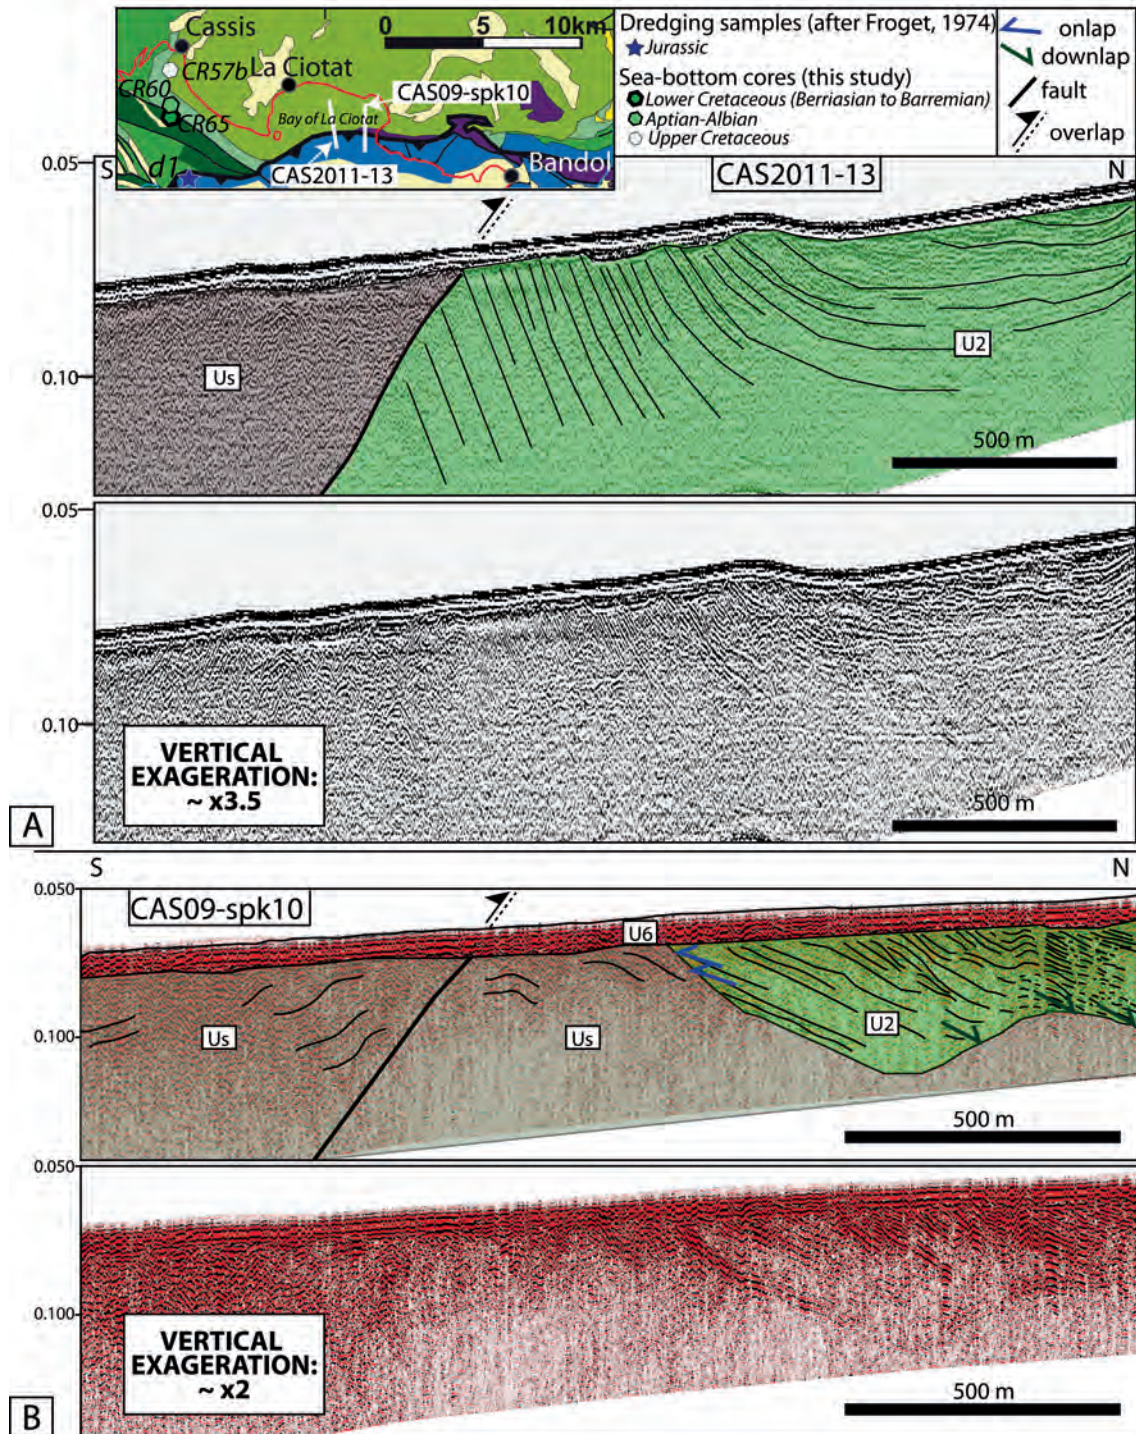 Cassis
CR57b
CR60
CR65
La Ciotat
0 5 10km
CAS09-spk10
Bay of La Ciotat
CAS2011-13
d1
Bandol
Dredging samples (after Froget, 1974)
Jurassic
Sea-bottom cores (this study)
Lower Cretaceous (Berriasian to Barremian)
Aptian-Albian
Upper Cretaceous
onlap
downlap
fault
overlap
0.05
S
CAS2011-13
N
U2
Us
0.10
500 m
0.05
0.10
VERTICAL
EXAGERATION:
~ x3.5
500 m
A
S
N
0.050
CAS09-spk10
U6
U2
Us
Us
0.100
500 m
0.050
0.100
VERTICAL
EXAGERATION:
~ x2
500 m
B